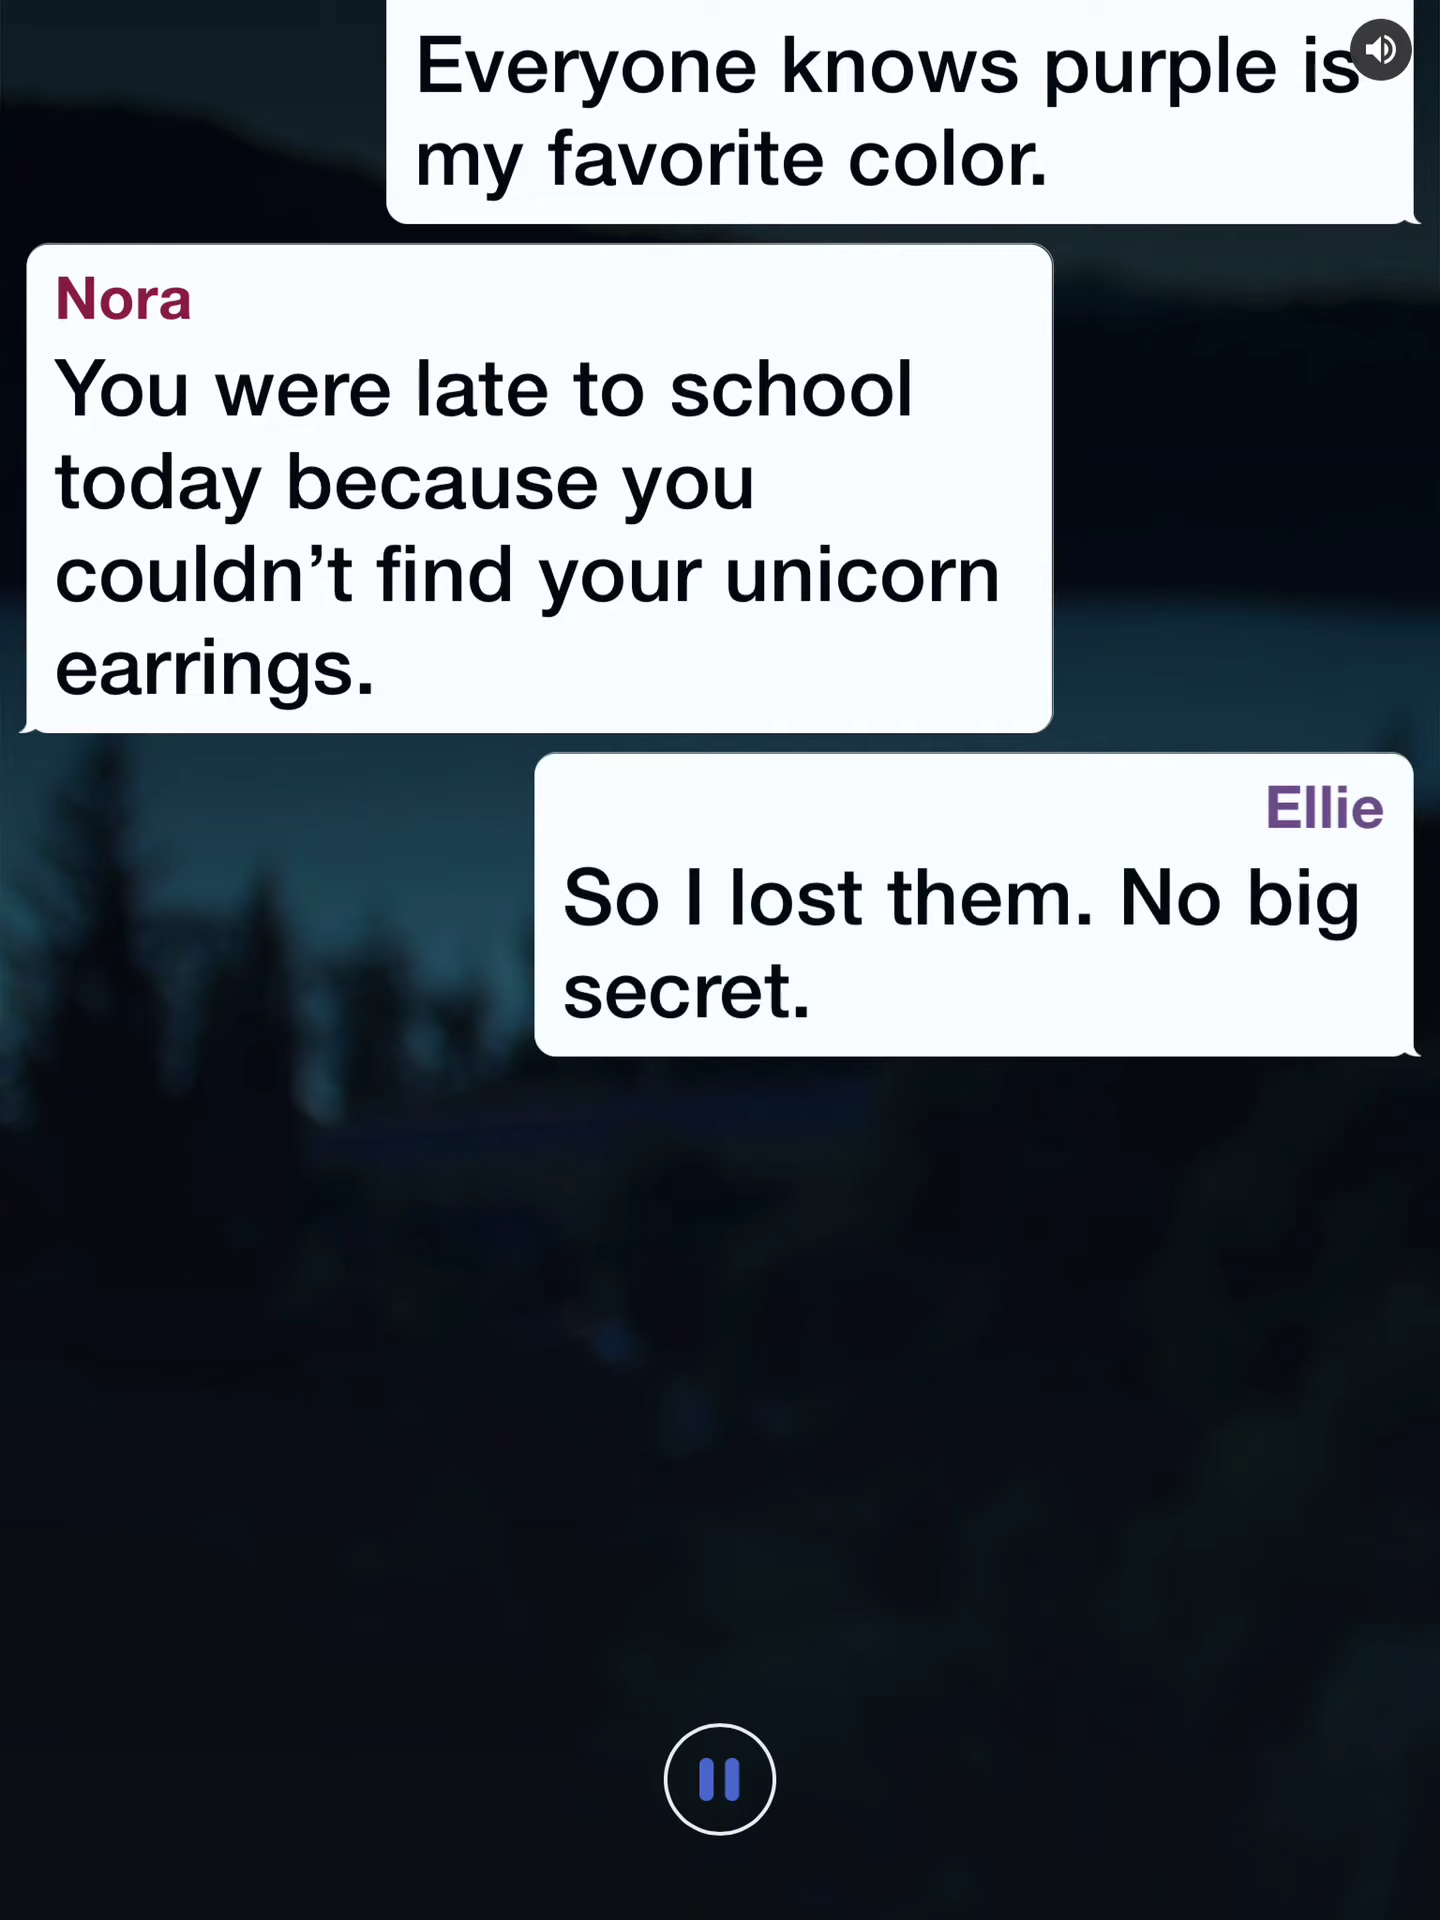 Everyone knows purple is
my favorite color.
Nora
You were late to school
today because you
couldn’t find your unicorn
earrings.
Ellie
So I lost them. No big
secret.